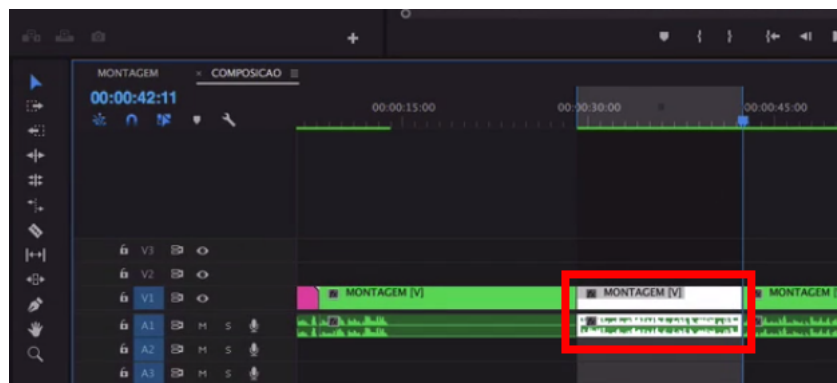 MONTAGEM × COMPOSICAO
00:00:42:11
00:00:15:00 00:00:30:00 00:00:45:00
V3
V2
V1 MONTAGEM [V] MONTAGEM [V] MONTAGEM [
A1 M S
A2 M S
A3 M S